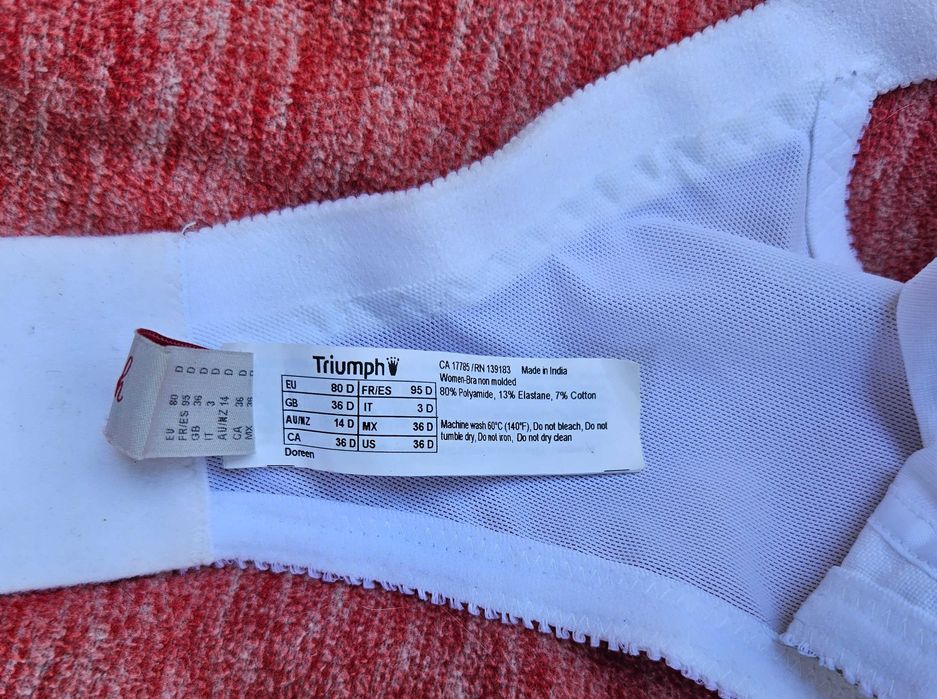 Triumph
EU 80 D FR/ES 95 D
GB 36 D IT 3 D
AU/NZ 14 D MX 36 D
CA 36 D US 36 D
Doreen
CA 17785 / RN 139183 Made in India
Women-Bra non molded
80% Polyamide, 13% Elastane, 7% Cotton
Machine wash 60°C (140°F), Do not bleach, Do not
tumble dry, Do not iron, Do not dry clean
EU 80 D
FR/ES 95 D
GB 36 D
IT 3 D
AU/NZ 14 D
CA 36 D
MX 36 D
h